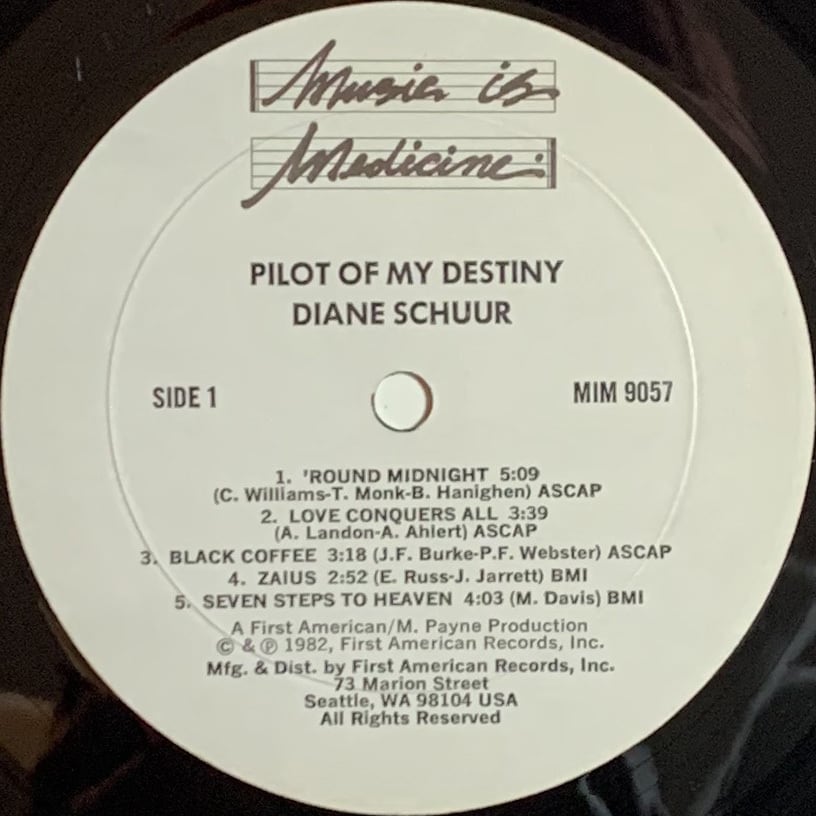 Music is
Medicine
PILOT OF MY DESTINY
DIANE SCHUUR
SIDE 1
MIM 9057
1. 'ROUND MIDNIGHT 5:09
(C. Williams-T. Monk-B. Hanighen) ASCAP
2. LOVE CONQUERS ALL 3:39
(A. Landon-A. Ahlert) ASCAP
3. BLACK COFFEE 3:18 (J.F. Burke-P.F. Webster) ASCAP
4. ZAIUS 2:52 (E. Russ-J. Jarrett) BMI
5. SEVEN STEPS TO HEAVEN 4:03 (M. Davis) BMI
A First American/M. Payne Production
© & ℗ 1982, First American Records, Inc.
Mfg. & Dist. by First American Records, Inc.
73 Marion Street
Seattle, WA 98104 USA
All Rights Reserved